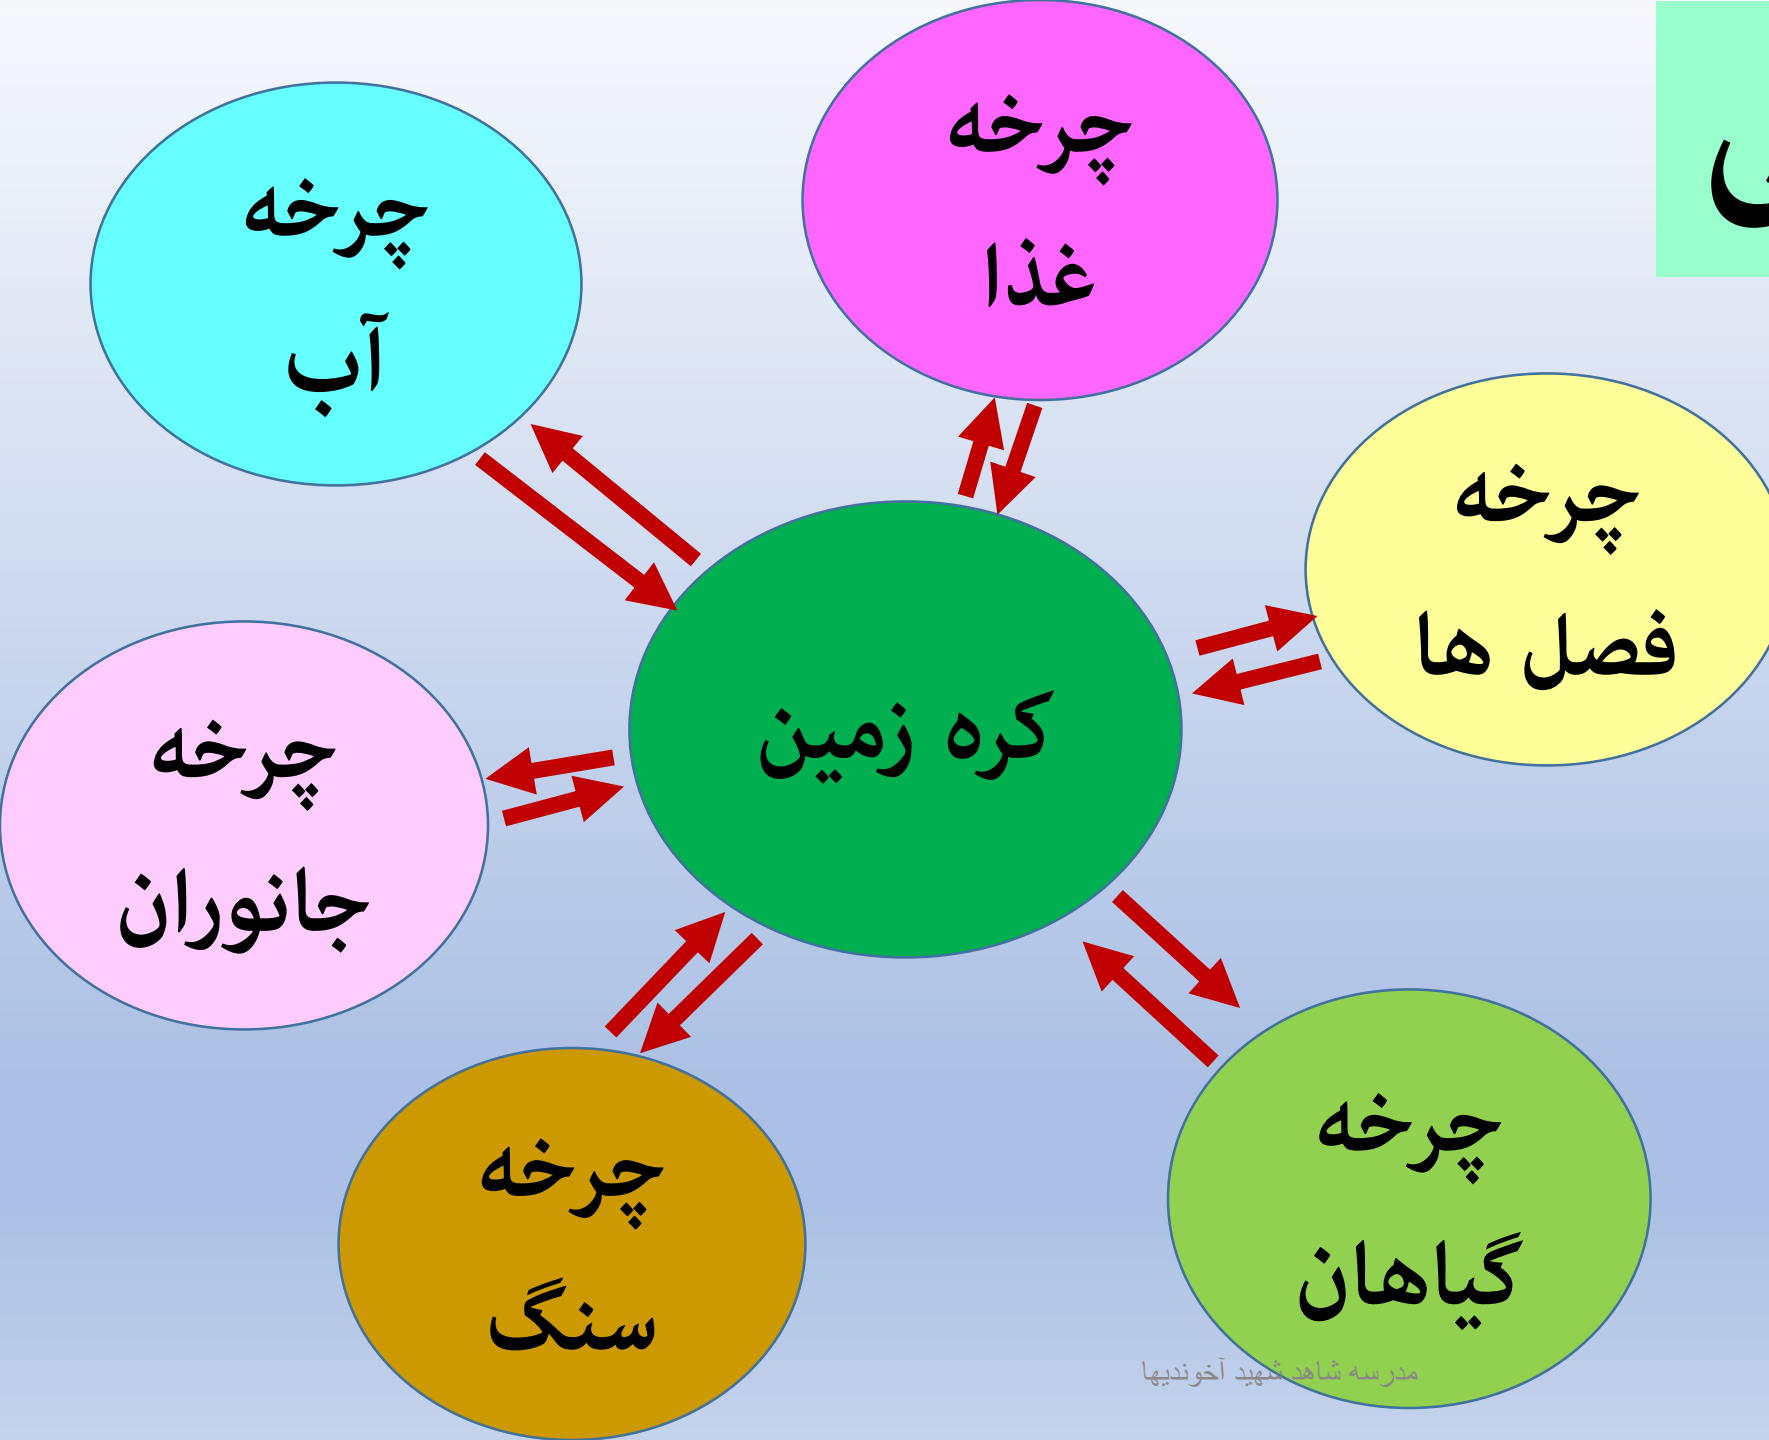 چرخه
غذا
چرخه
آب
چرخه
فصل ها
کره زمین
چرخه
جانوران
چرخه
گیاهان
چرخه
سنگ
مدرسه شاهد شهید آخوندیها